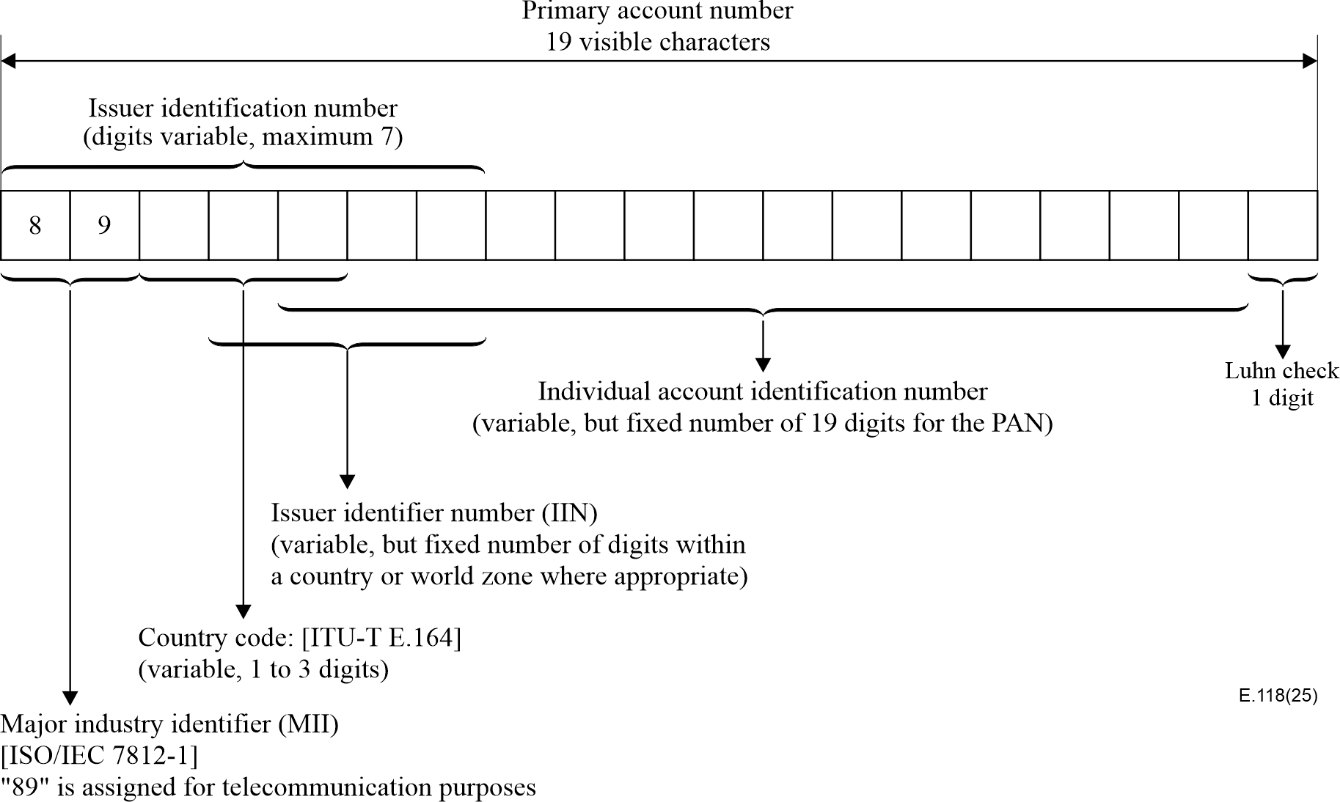 Primary account number
19 visible characters
Issuer identification number
(digits variable, maximum 7)
8 9
Luhn check
1 digit
Individual account identification number
(variable, but fixed number of 19 digits for the PAN)
Issuer identifier number (IIN)
(variable, but fixed number of digits within
a country or world zone where appropriate)
Country code: [ITU-T E.164]
(variable, 1 to 3 digits)
E.118(25)
Major industry identifier (MII)
[ISO/IEC 7812-1]
"89" is assigned for telecommunication purposes